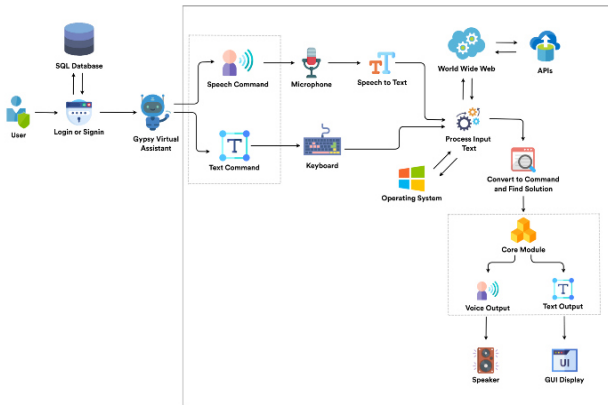 SQL Database
User
Login or Signin
Gypsy Virtual
Assistant
Speech Command
Microphone
Speech to Text
World Wide Web
APIs
T
Text Command
Keyboard
Process Input
Text
Operating System
Convert to Command
and Find Solution
Core Module
Voice Output
T
Text Output
Speaker
UI
GUI Display